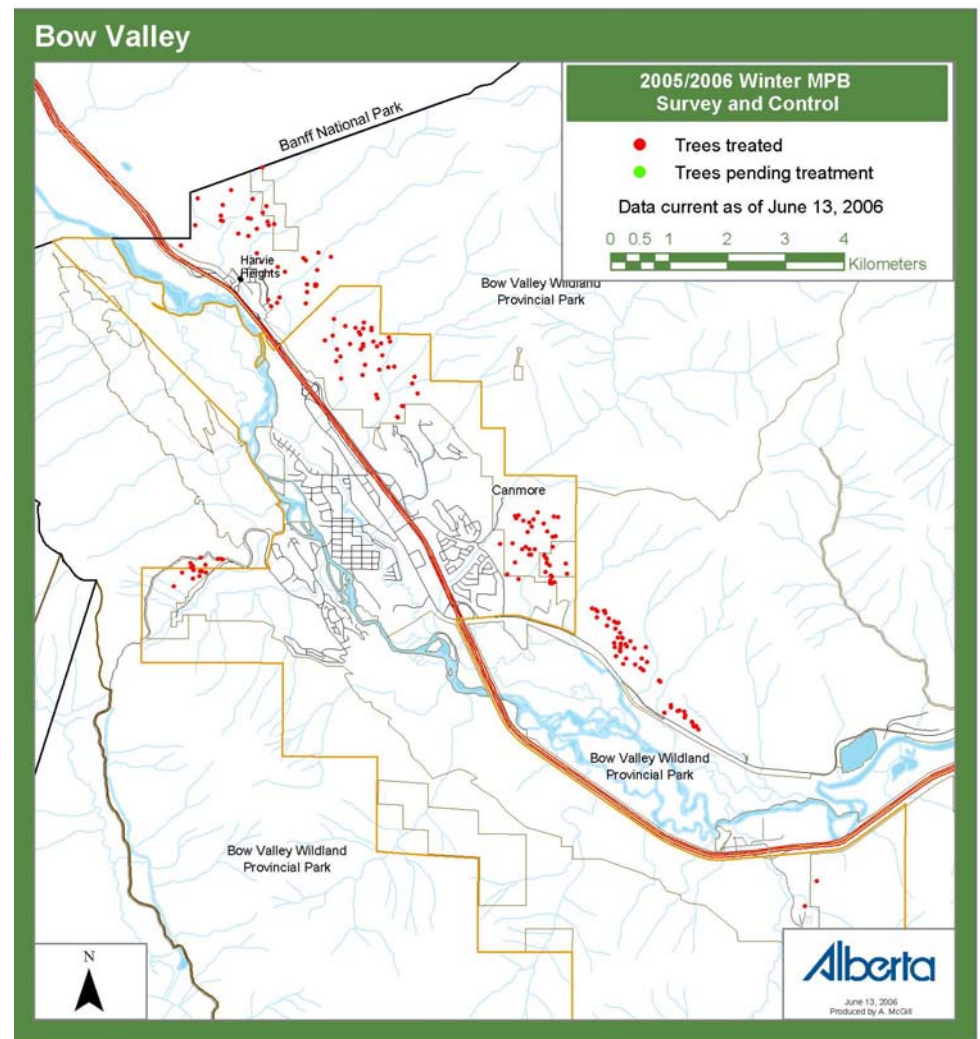 Bow Valley
2005/2006 Winter MPB
Survey and Control
Trees treated
Trees pending treatment
Data current as of June 13, 2006
0 0.5 1 2 3 4
Kilometers
Banff National Park
Harvie
Heights
Bow Valley Wildland
Provincial Park
Canmore
Bow Valley Wildland
Provincial Park
Bow Valley Wildland
Provincial Park
N
Alberta
June 13, 2006
Produced by A. McGill